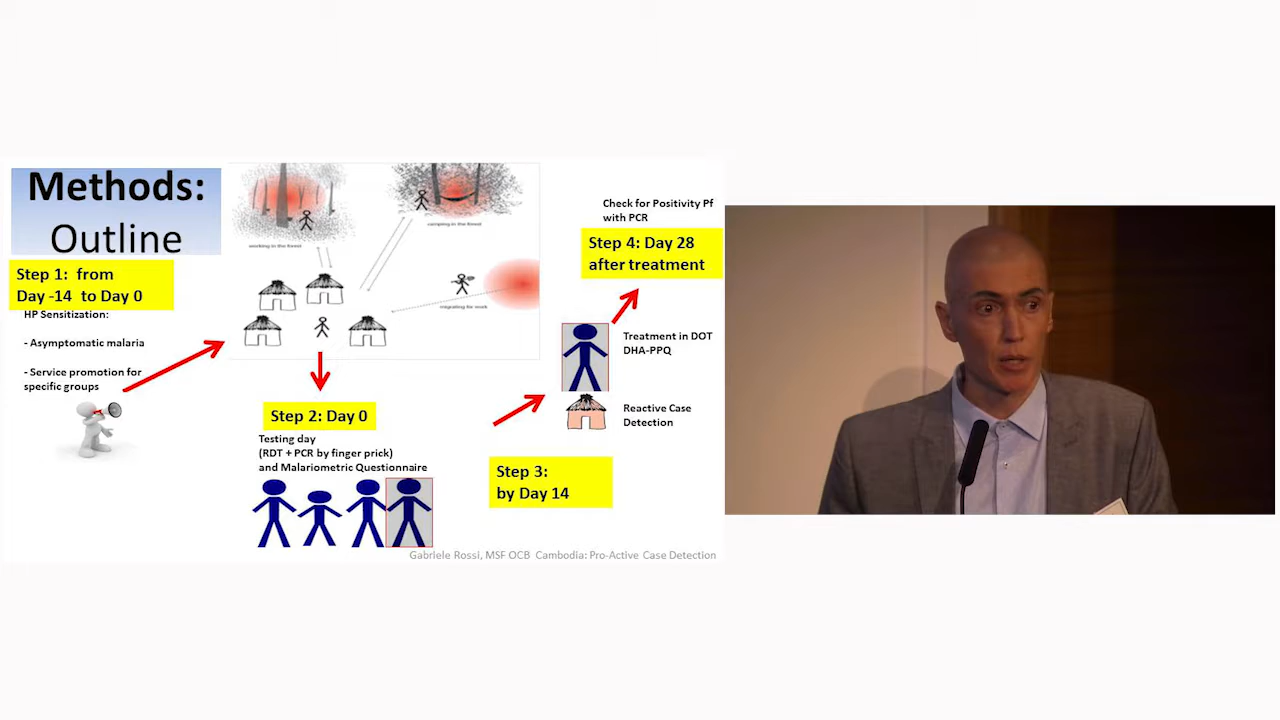 Methods:
Outline
Step 1: from
Day -14 to Day 0
HP Sensitization:
- Asymptomatic malaria
- Service promotion for
specific groups
working in the forest
camping in the forest
migrating for work
Step 2: Day 0
Testing day
(RDT + PCR by finger prick)
and Malariometric Questionnaire
Step 3:
by Day 14
Treatment in DOT
DHA-PPQ
Reactive Case
Detection
Check for Positivity Pf
with PCR
Step 4: Day 28
after treatment
Gabriele Rossi, MSF OCB Cambodia: Pro-Active Case Detection